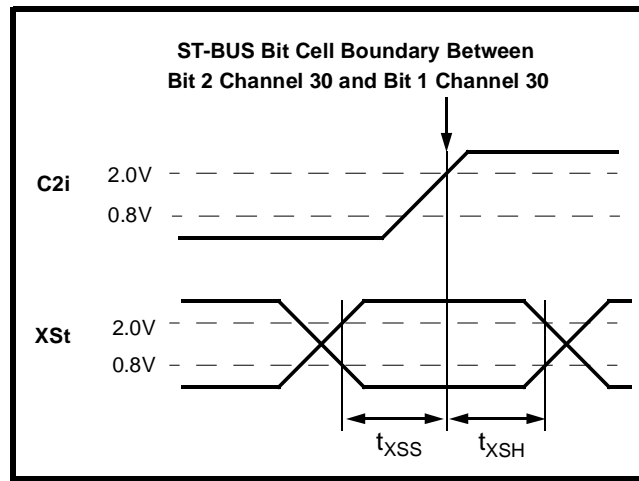 ST-BUS Bit Cell Boundary Between
Bit 2 Channel 30 and Bit 1 Channel 30
C2i
2.0V
0.8V
XSt
2.0V
0.8V
tXSS
tXSH